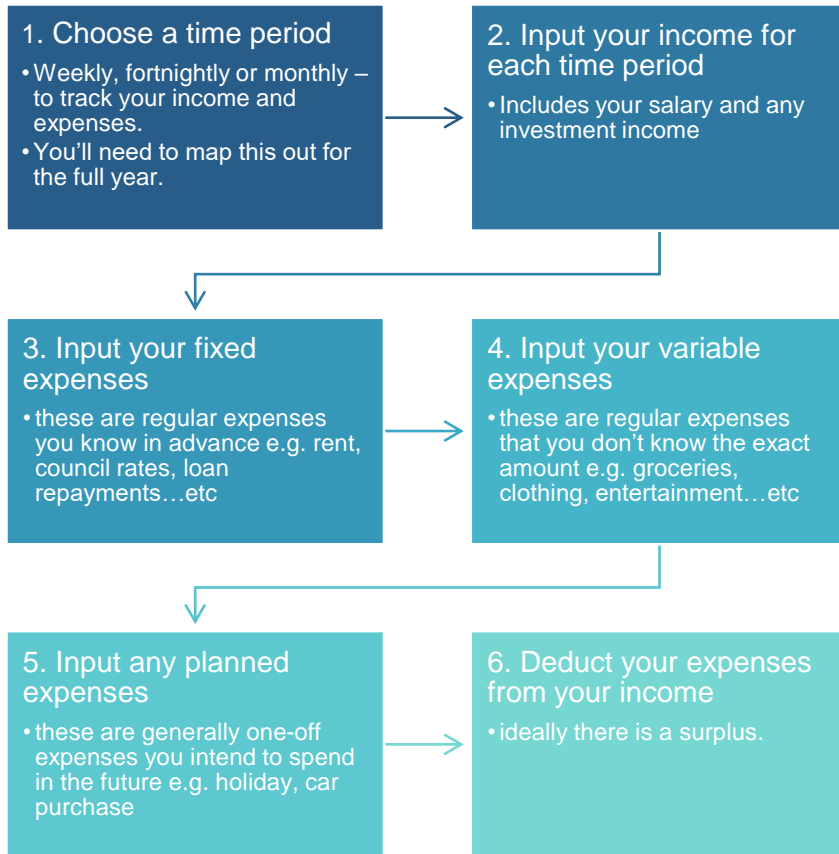 1. Choose a time period
•Weekly, fortnightly or monthly –
to track your income and
expenses.
•You’ll need to map this out for
the full year.
2. Input your income for
each time period
•Includes your salary and any
investment income
3. Input your fixed
expenses
•these are regular expenses
you know in advance e.g. rent,
council rates, loan
repayments…etc
4. Input your variable
expenses
•these are regular expenses
that you don’t know the exact
amount e.g. groceries,
clothing, entertainment…etc
5. Input any planned
expenses
•these are generally one-off
expenses you intend to spend
in the future e.g. holiday, car
purchase
6. Deduct your expenses
from your income
•ideally there is a surplus.